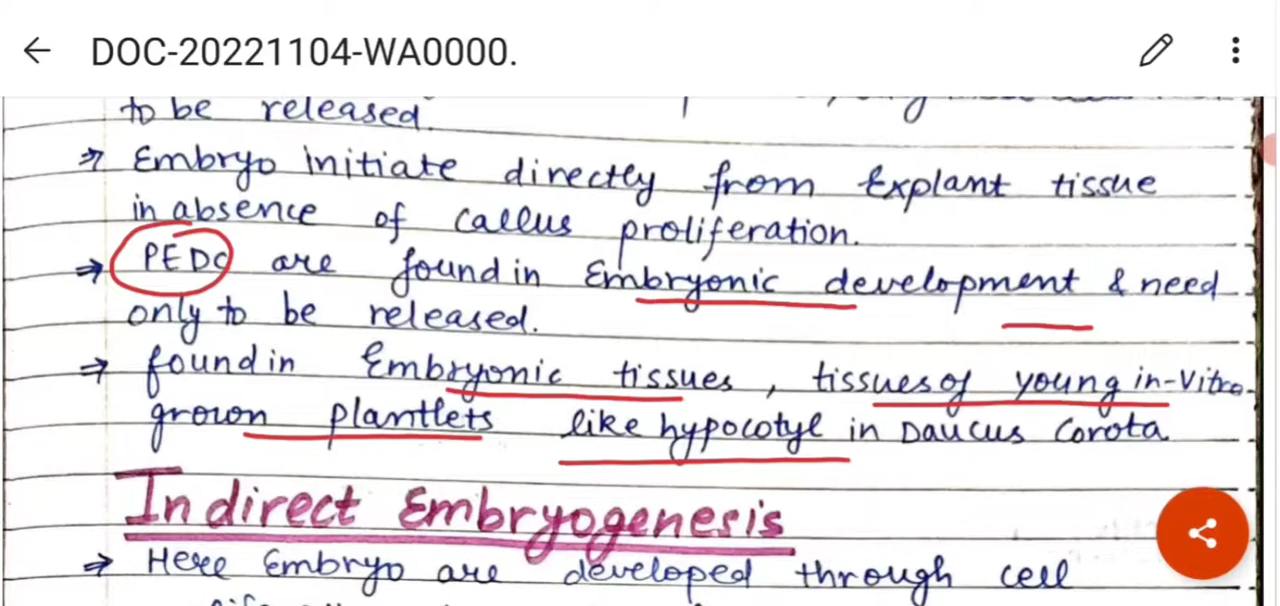 DOC-20221104-WA0000.
to be released.
⇒ Embryo initiate directly from Explant tissue
in absence of callus proliferation.
⇒ PEDC are found in Embryonic development & need
only to be released.
⇒ found in Embryonic tissues, tissues of young in-vitro-
grown plantlets like hypocotyl in Daucus Corota
Indirect Embryogenesis
⇒ Here Embryo are developed through cell